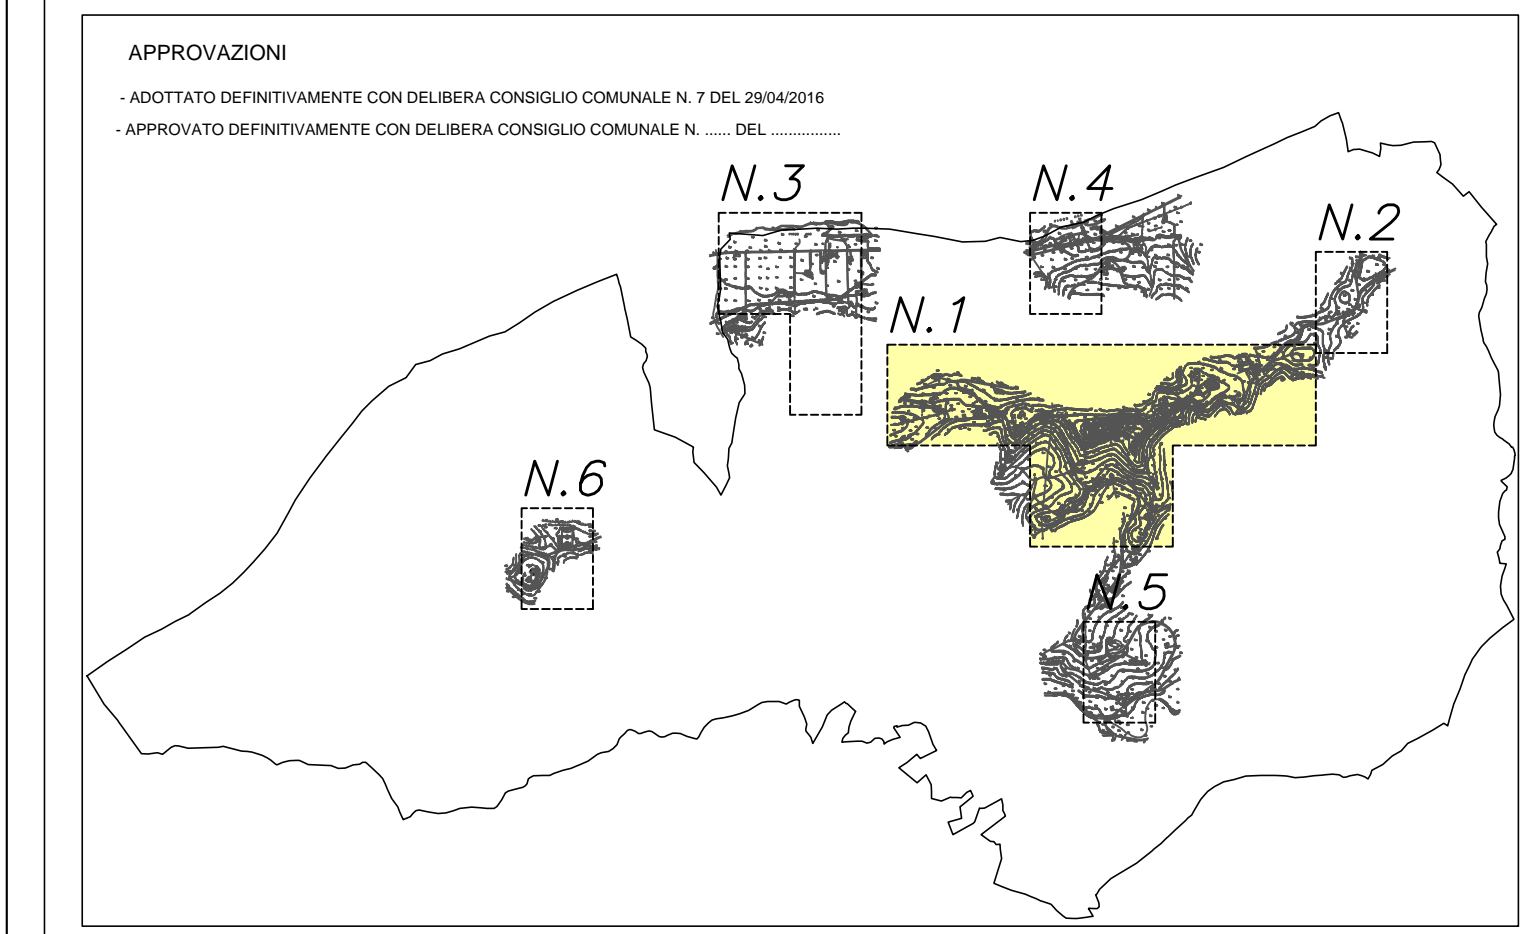 APPROVAZIONI
- ADOTTATO DEFINITIVAMENTE CON DELIBERA CONSIGLIO COMUNALE N. 7 DEL 29/04/2016
- APPROVATO DEFINITIVAMENTE CON DELIBERA CONSIGLIO COMUNALE N. ...... DEL ................
N.3
N.4
N.2
N.1
N.6
N.5